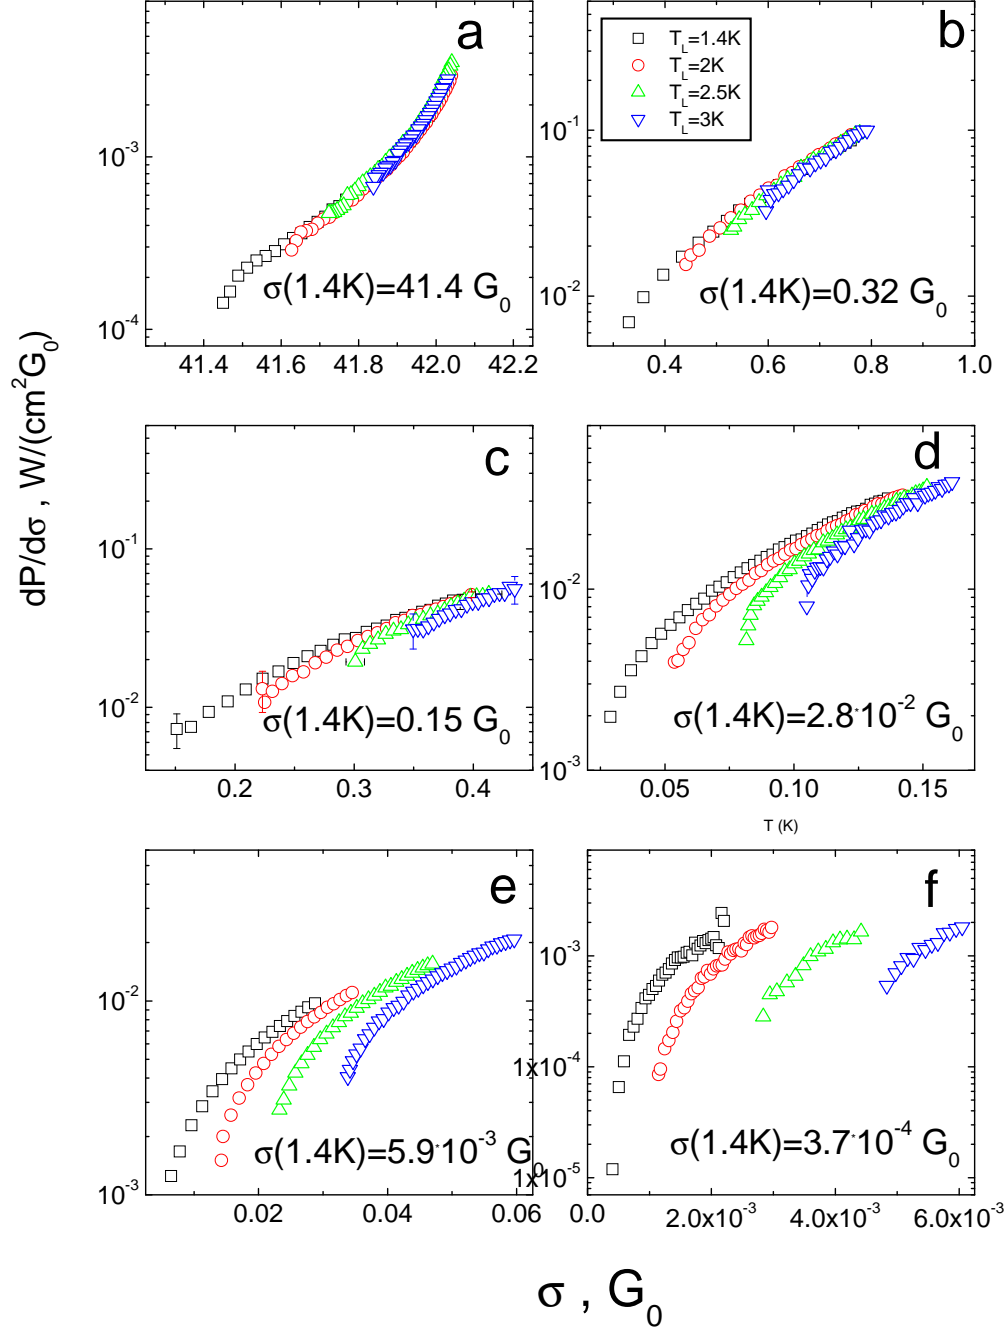 a
b
T_L=1.4K
T_L=2K
T_L=2.5K
T_L=3K
10^-3
10^-4
σ(1.4K)=41.4 G_0
41.4 41.6 41.8 42.0 42.2
10^-1
10^-2
σ(1.4K)=0.32 G_0
0.4 0.6 0.8 1.0
dP/dσ , W/(cm^2G_0)
c
10^-1
10^-2
σ(1.4K)=0.15 G_0
0.2 0.3 0.4
d
10^-2
10^-3
σ(1.4K)=2.8*10^-2 G_0
0.05 0.10 0.15
T (K)
e
10^-2
10^-3
σ(1.4K)=5.9*10^-3 G_0
0.02 0.04 0.06
f
10^-3
1x10^-4
1x10^-5
σ(1.4K)=3.7*10^-4 G_0
0.0 2.0x10^-3 4.0x10^-3 6.0x10^-3
σ , G_0